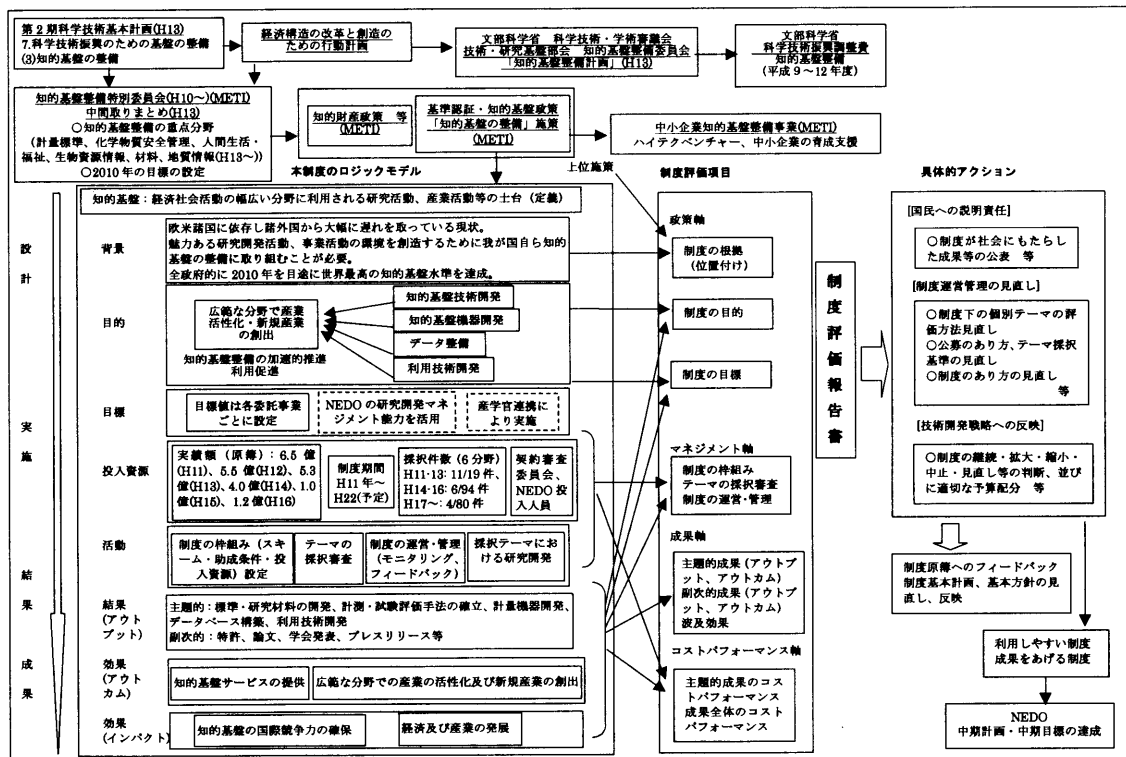 第2期科学技術基本計画(H13)
7.科学技術振興のための基盤の整備
(3)知的基盤の整備
経済構造の改革と創造の
ための行動計画
文部科学省 科学技術・学術審議会
技術・研究基盤部会 知的基盤整備委員会
「知的基盤整備計画」(H13)
文部科学省
科学技術振興調整費
知的基盤整備
(平成9～12年度)
知的基盤整備特別委員会(H10～)(METI)
中間取りまとめ(H13)
○知的基盤整備の重点分野
(計量標準、化学物質安全管理、人間生活・
福祉、生物資源情報、材料、地質情報(H13～))
○2010年の目標の設定
知的財産政策 等
(METI)
基準認証・知的基盤政策
「知的基盤の整備」施策
(METI)
中小企業知的基盤整備事業(METI)
ハイテクベンチャー、中小企業の育成支援
本制度のロジックモデル
上位施策
制度評価項目
具体的アクション
設計
実施
結果
成果
知的基盤：経済社会活動の幅広い分野に利用される研究活動、産業活動等の土台（定義）
背景
欧米諸国に依存し諸外国から大幅に遅れを取っている現状。
魅力ある研究開発活動、事業活動の環境を創造するために我が国自ら知的
基盤の整備に取り組むことが必要。
全政府的に2010年を目途に世界最高の知的基盤水準を達成。
目的
広範な分野で産業
活性化・新規産業
の創出
知的基盤整備の加速的推進
利用促進
知的基盤技術開発
知的基盤機器開発
データ整備
利用技術開発
目標
目標値は各委託事業
ごとに設定
NEDOの研究開発マネ
ジメント能力を活用
産学官連携に
より実施
投入資源
実績額（原簿）：6.5億
(H11)、5.5億(H12)、5.3
億(H13)、4.0億(H14)、1.0
億(H15)、1.2億(H16)
制度期間
H11年～
H22(予定)
採択件数(6分野)
H11-13: 11/19件、
H14-16: 6/94件
H17～: 4/80件
契約審査
委員会、
NEDO投
入人員
活動
制度の枠組み（スキ
ーム・助成条件・投
入資源）設定
テーマの
採択審査
制度の運営・管理
(モニタリング、
フィードバック)
採択テーマにお
ける研究開発
結果
(アウト
プット)
主題的：標準・研究材料の開発、計測・試験評価手法の確立、計量機器開発、
データベース構築、利用技術開発
副次的：特許、論文、学会発表、プレスリリース等
効果
(アウト
カム)
知的基盤サービスの提供
広範な分野での産業の活性化及び新規産業の創出
効果
(インパクト)
知的基盤の国際競争力の確保
経済及び産業の発展
政策軸
制度の根拠
(位置付け)
制度の目的
制度の目標
マネジメント軸
制度の枠組み
テーマの採択審査
制度の運営・管理
成果軸
主題的成果（アウトプ
ット、アウトカム）
副次的成果（アウトプ
ット、アウトカム）
波及効果
コストパフォーマンス軸
主題的成果のコス
トパフォーマンス
成果全体のコスト
パフォーマンス
制度評価報告書
[国民への説明責任]
○制度が社会にもたらし
た成果等の公表 等
[制度運営管理の見直し]
○制度下の個別テーマの評
価方法見直し
○公募のあり方、テーマ採択
基準の見直し
○制度のあり方の見直し
等
[技術開発戦略への反映]
○制度の継続・拡大・縮小・
中止・見直し等の判断、並び
に適切な予算配分 等
制度原簿へのフィードバック
制度基本計画、基本方針の見
直し、反映
利用しやすい制度
成果をあげる制度
NEDO
中期計画・中期目標の達成